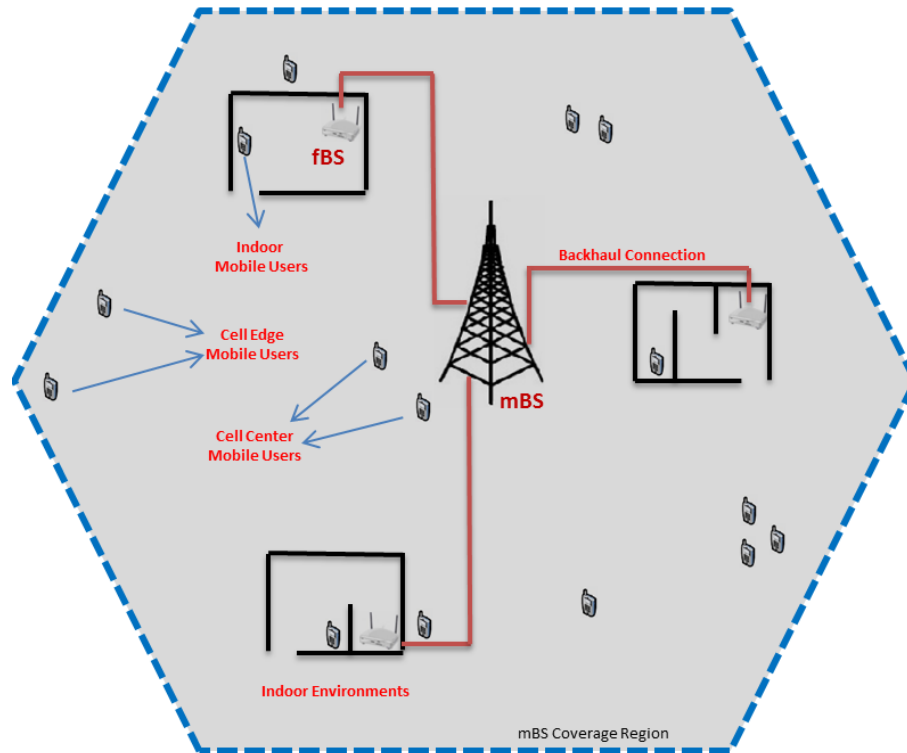 fBS
Indoor
Mobile Users
Backhaul Connection
Cell Edge
Mobile Users
mBS
Cell Center
Mobile Users
Indoor Environments
mBS Coverage Region